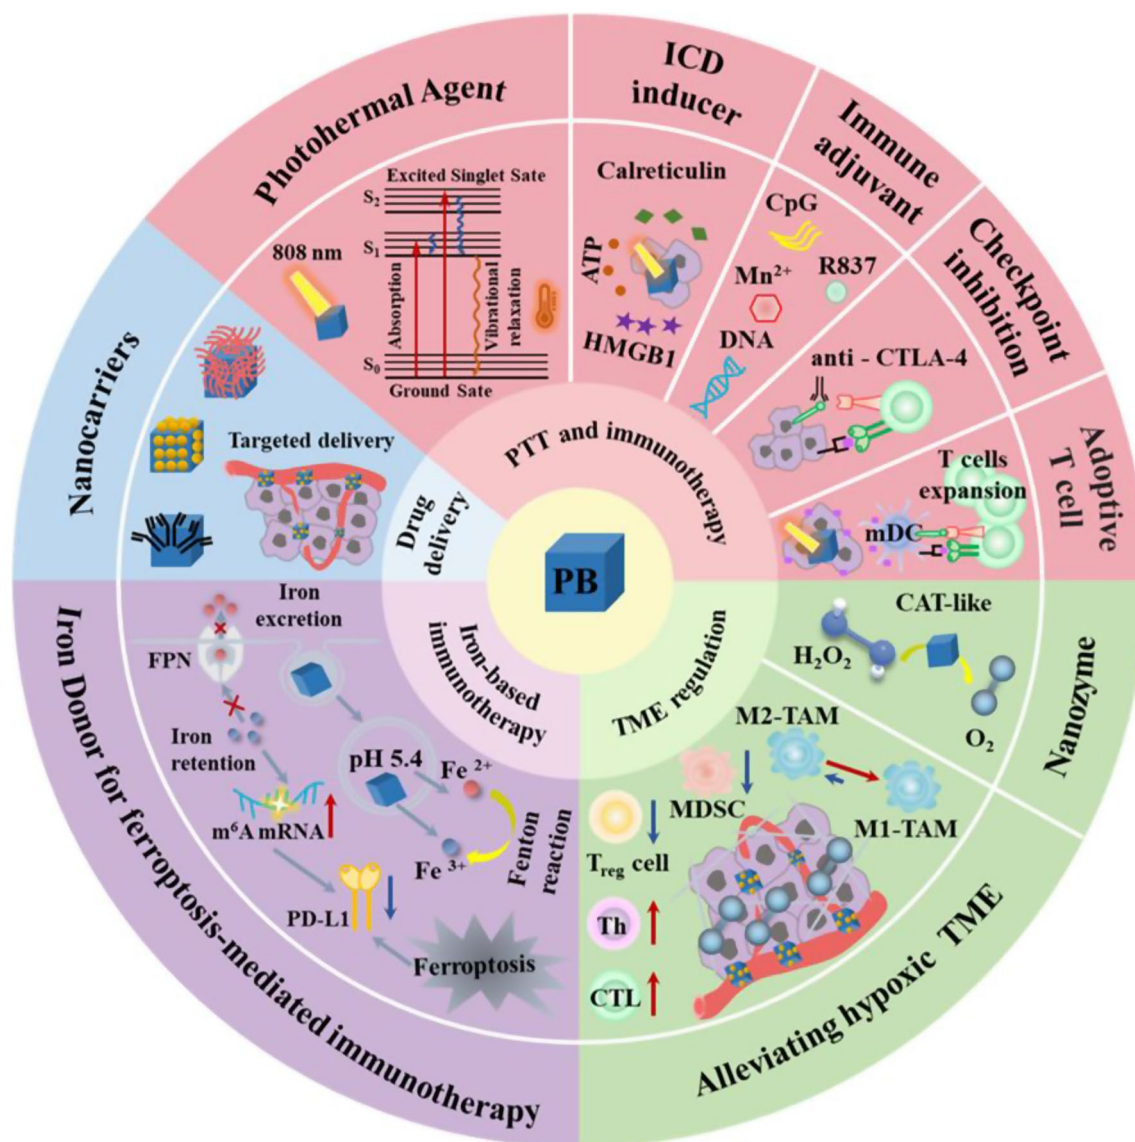 Photohermal Agent
ICD
inducer
Immune
adjuvant
Checkpoint
inhibition
Adoptive
T cell
Nanocarriers
Nanozyme
Alleviating hypoxic TME
Iron Donor for ferroptosis-mediated immunotherapy
Excited Singlet Sate
S₂
S₁
S₀
808 nm
Absorption
Vibrational
relaxation
Ground Sate
Calreticulin
ATP
HMGB1
CpG
Mn²⁺
R837
DNA
anti - CTLA-4
T cells
expansion
mDC
Targeted delivery
PTT and immunotherapy
Drug
delivery
PB
Iron-based
immunotherapy
TME regulation
Iron
excretion
FPN
Iron
retention
pH 5.4
Fe ²⁺
Fe ³⁺
Fenton
reaction
m⁶A mRNA
PD-L1
Ferroptosis
CAT-like
H₂O₂
O₂
M2-TAM
MDSC
M1-TAM
Treg cell
Th
CTL